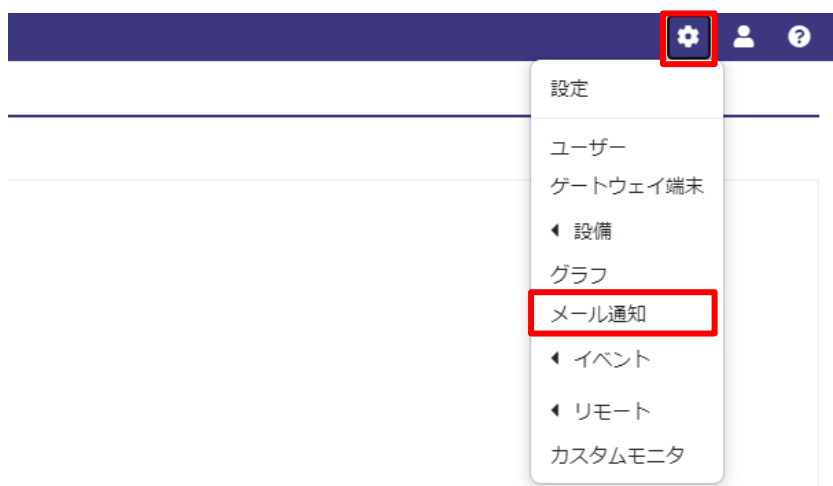 設定
ユーザー
ゲートウェイ端末
設備
グラフ
メール通知
イベント
リモート
カスタムモニタ